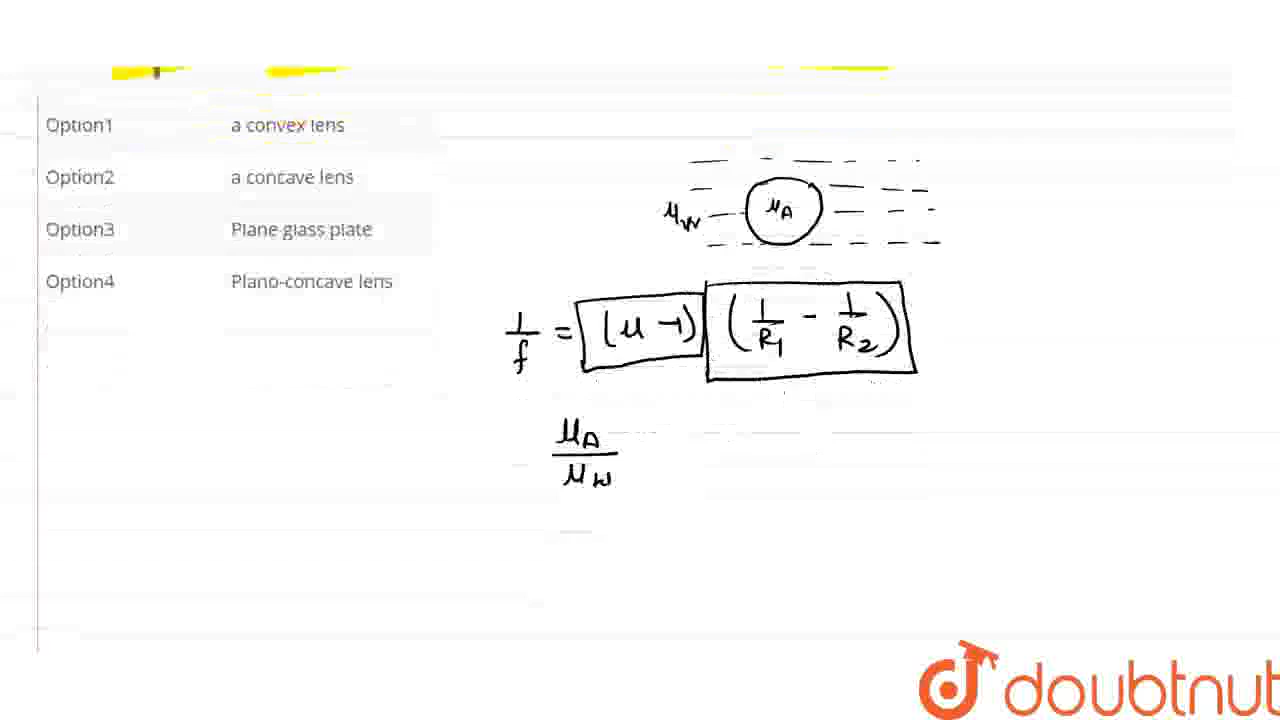 Option1 a convex lens
Option2 a concave lens
Option3 Plane glass plate
Option4 Plano-concave lens
μw μA
1/f = (μ-1) (1/R1 - 1/R2)
μA/μw
doubtnut